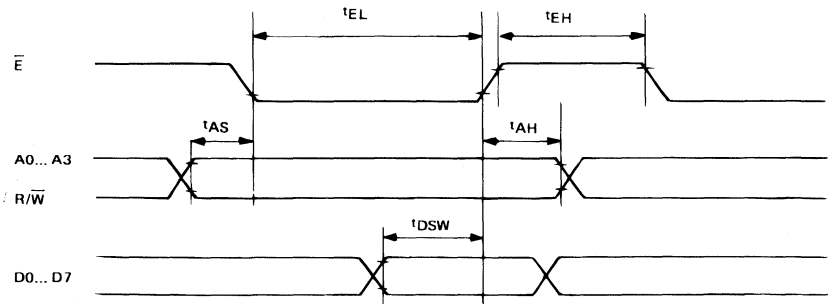 tEL
tEH
E̅
tAS
tAH
A0... A3
R/W̅
tDSW
D0... D7